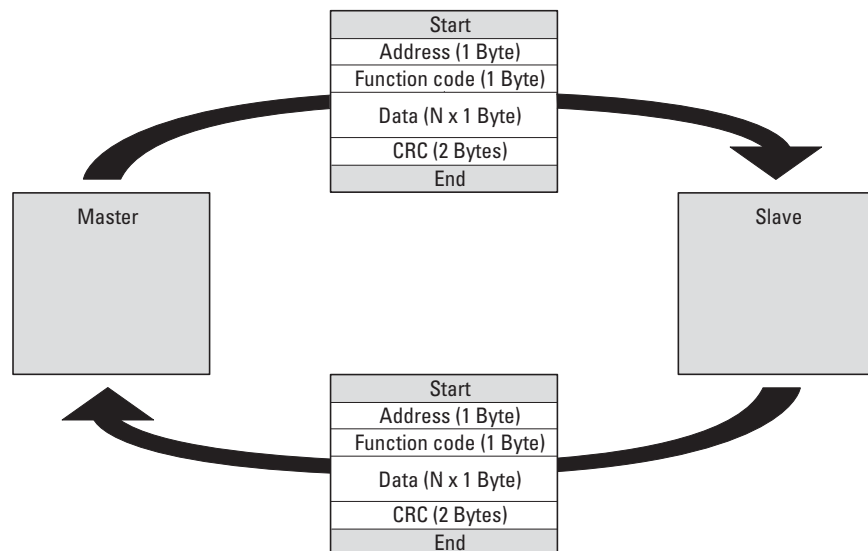 Start
Address (1 Byte)
Function code (1 Byte)
Data (N x 1 Byte)
CRC (2 Bytes)
End
Master
Slave
Start
Address (1 Byte)
Function code (1 Byte)
Data (N x 1 Byte)
CRC (2 Bytes)
End